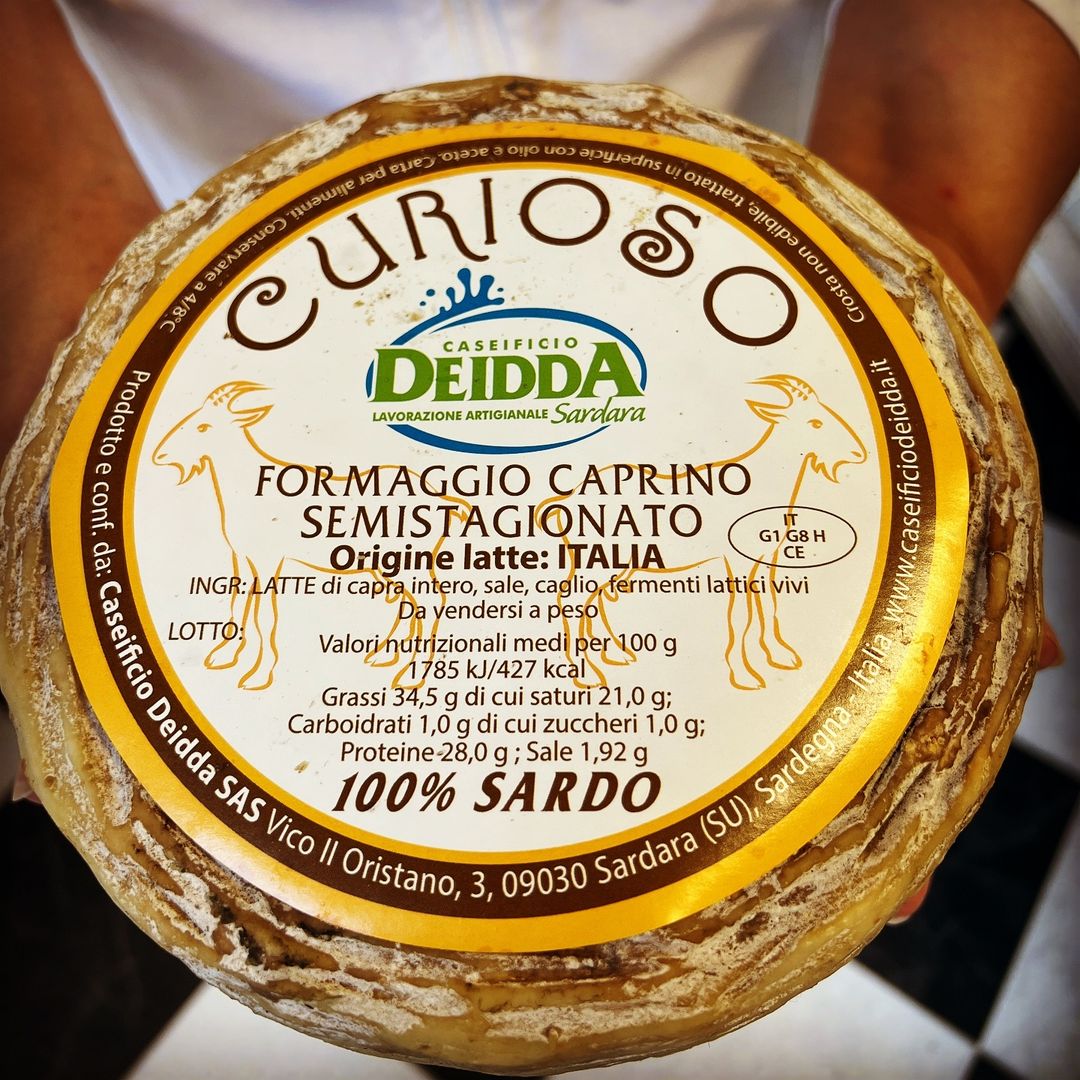 CURIOSO
CASEIFICIO
DEIDDA
LAVORAZIONE ARTIGIANALE Sardara
FORMAGGIO CAPRINO
SEMISTAGIONATO
Origine latte: ITALIA
IT
G1 G8 H
CE
INGR: LATTE di capra intero, sale, caglio, fermenti lattici vivi
Da vendersi a peso
LOTTO:
Valori nutrizionali medi per 100 g
1785 kJ/427 kcal
Grassi 34,5 g di cui saturi 21,0 g;
Carboidrati 1,0 g di cui zuccheri 1,0 g;
Proteine 28,0 g ; Sale 1,92 g
100% SARDO
Prodotto e conf. da: Caseificio Deidda SAS Vico II Oristano, 3, 09030 Sardara (SU), Sardegna, Italia, www.caseificiodeidda.it
Crosta non edibile, trattato in superficie con olio e aceto. Carta per alimenti. Conservare a 4/8°C